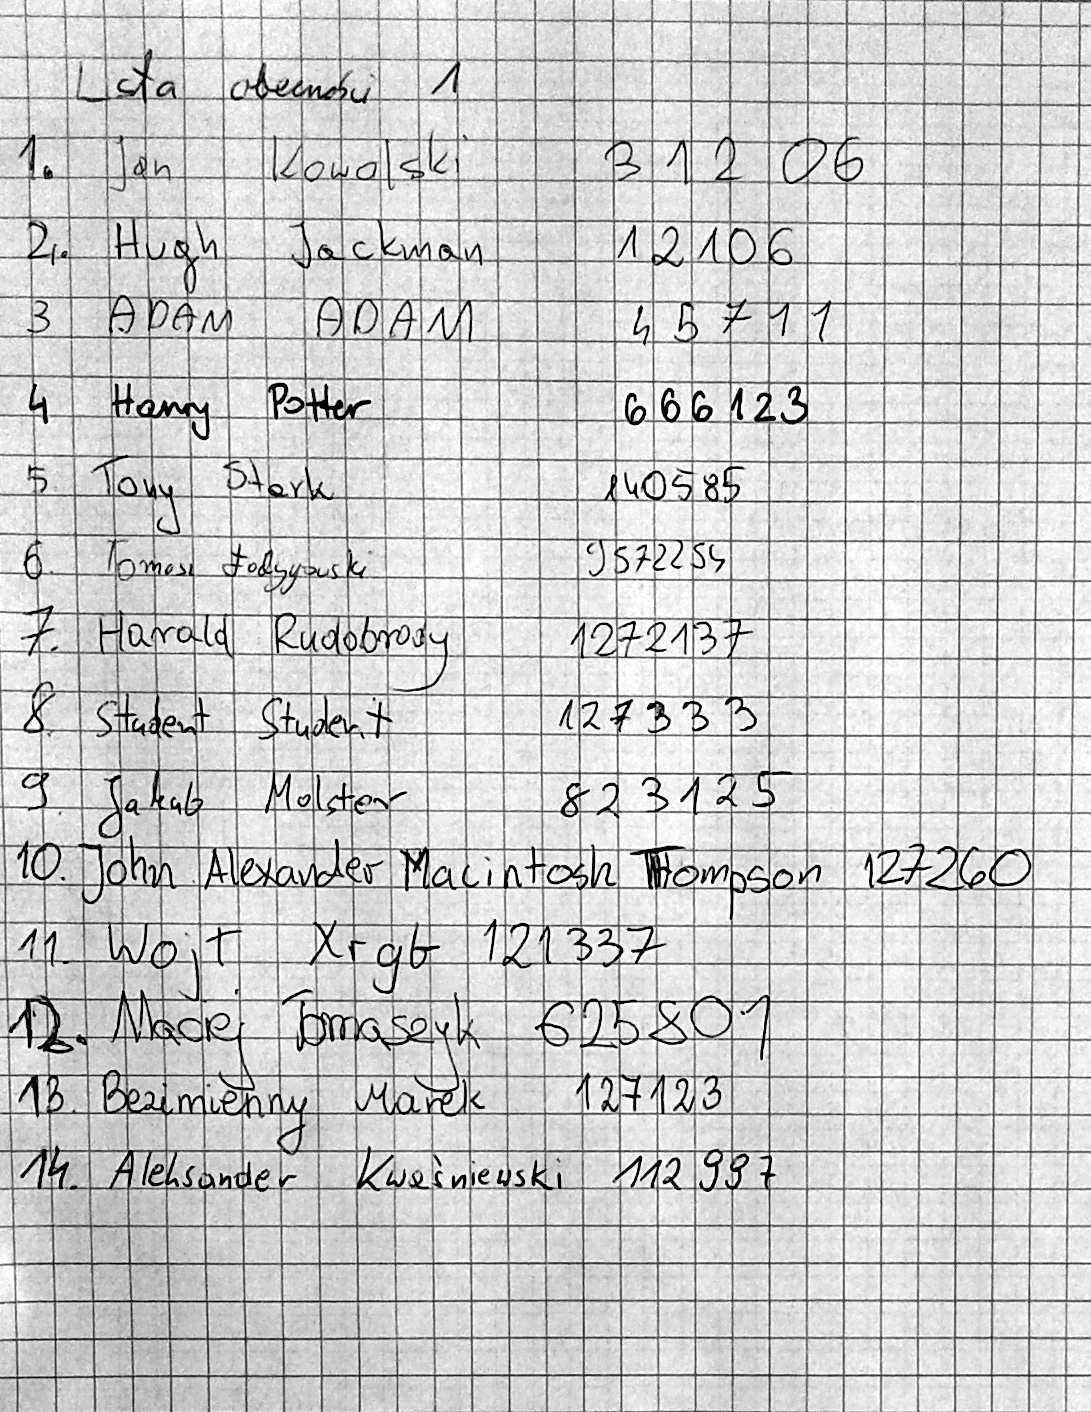 Lsta obecności 1
1. Jan Kowalski 31206
2. Hugh Jackman 12106
3 ADAM ADAM 45711
4 Harry Potter 666123
5 Tony Stark 140585
6. Tomasz 9572254
7. Harald Rudobrody 1272137
8. Student Student 127333
9. Jakub Molster 823125
10. John Alexander Macintosh Thompson 127260
11. Wojt Xrgb 121337
12. Maciej Tomaszyk 625801
13. Bezimienny Marek 127123
14. Aleksander Kwaśniewski 112997